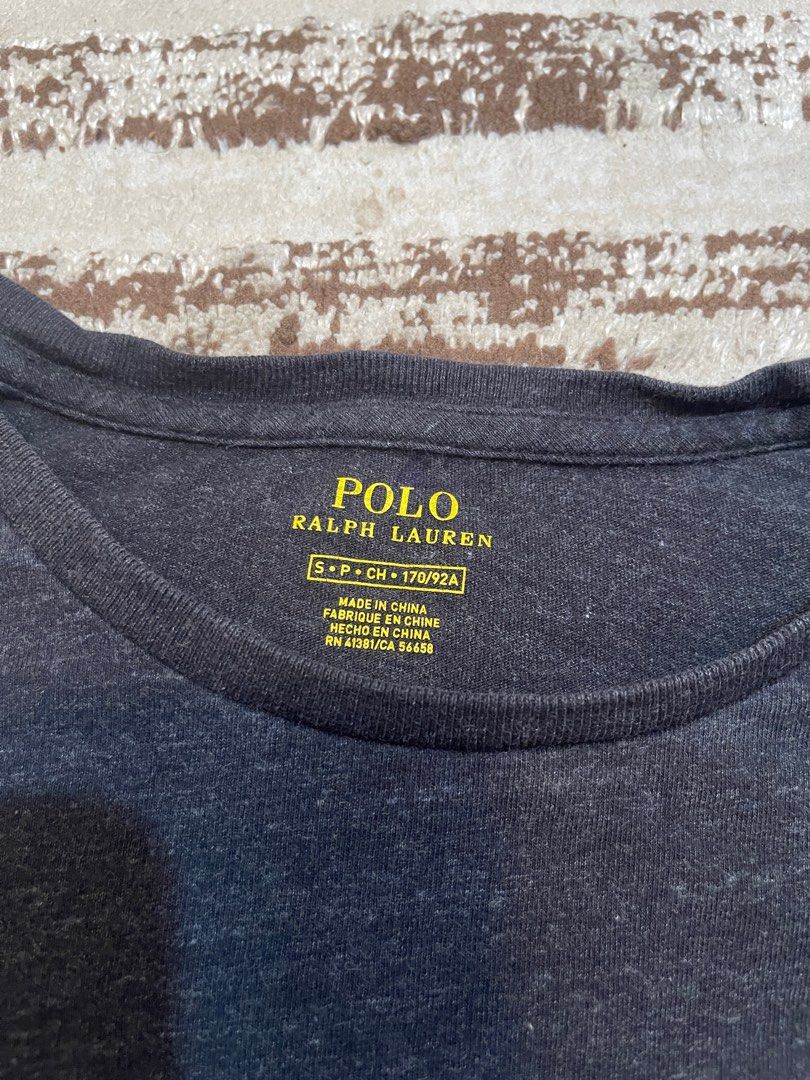 POLO
RALPH LAUREN
S • P • CH • 170/92A
MADE IN CHINA
FABRIQUE EN CHINE
HECHO EN CHINA
RN 41381/CA 56658